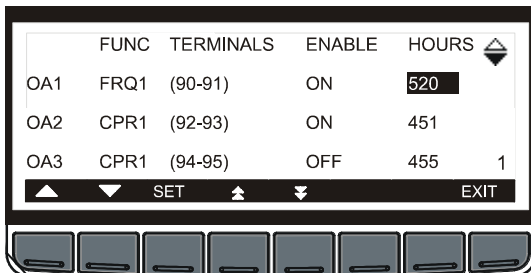 FUNC TERMINALS ENABLE HOURS
OA1 FRQ1 (90-91) ON 520
OA2 CPR1 (92-93) ON 451
OA3 CPR1 (94-95) OFF 455 1
SET EXIT